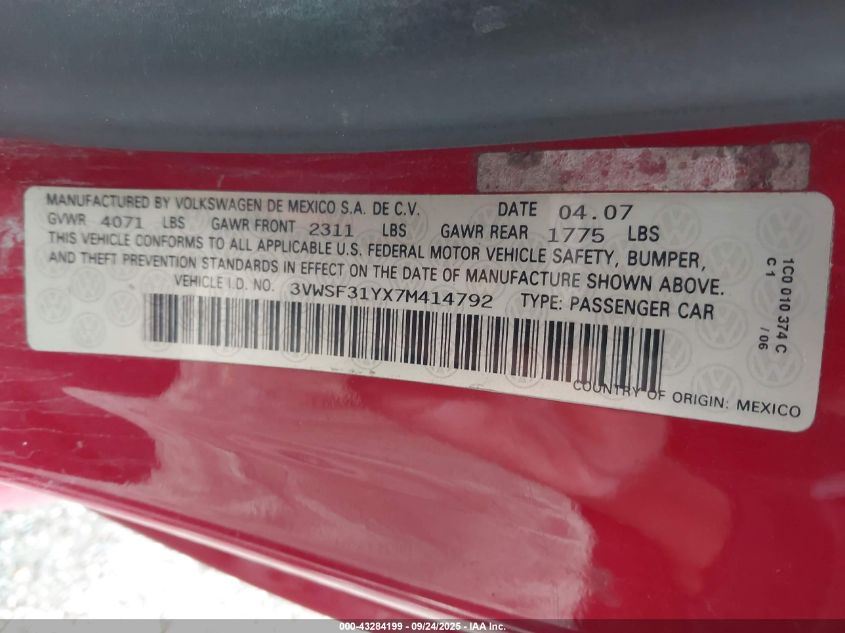 MANUFACTURED BY VOLKSWAGEN DE MEXICO S.A. DE C.V. DATE 04.07
GVWR 4071 LBS GAWR FRONT 2311 LBS GAWR REAR 1775 LBS
THIS VEHICLE CONFORMS TO ALL APPLICABLE U.S. FEDERAL MOTOR VEHICLE SAFETY, BUMPER,
AND THEFT PREVENTION STANDARDS IN EFFECT ON THE DATE OF MANUFACTURE SHOWN ABOVE.
VEHICLE I.D. NO. 3VWSF31YX7M414792 TYPE: PASSENGER CAR
COUNTRY OF ORIGIN: MEXICO
1C0 010 374 C
C 1 / 06
000-43284199 - 09/24/2025 - IAA Inc.